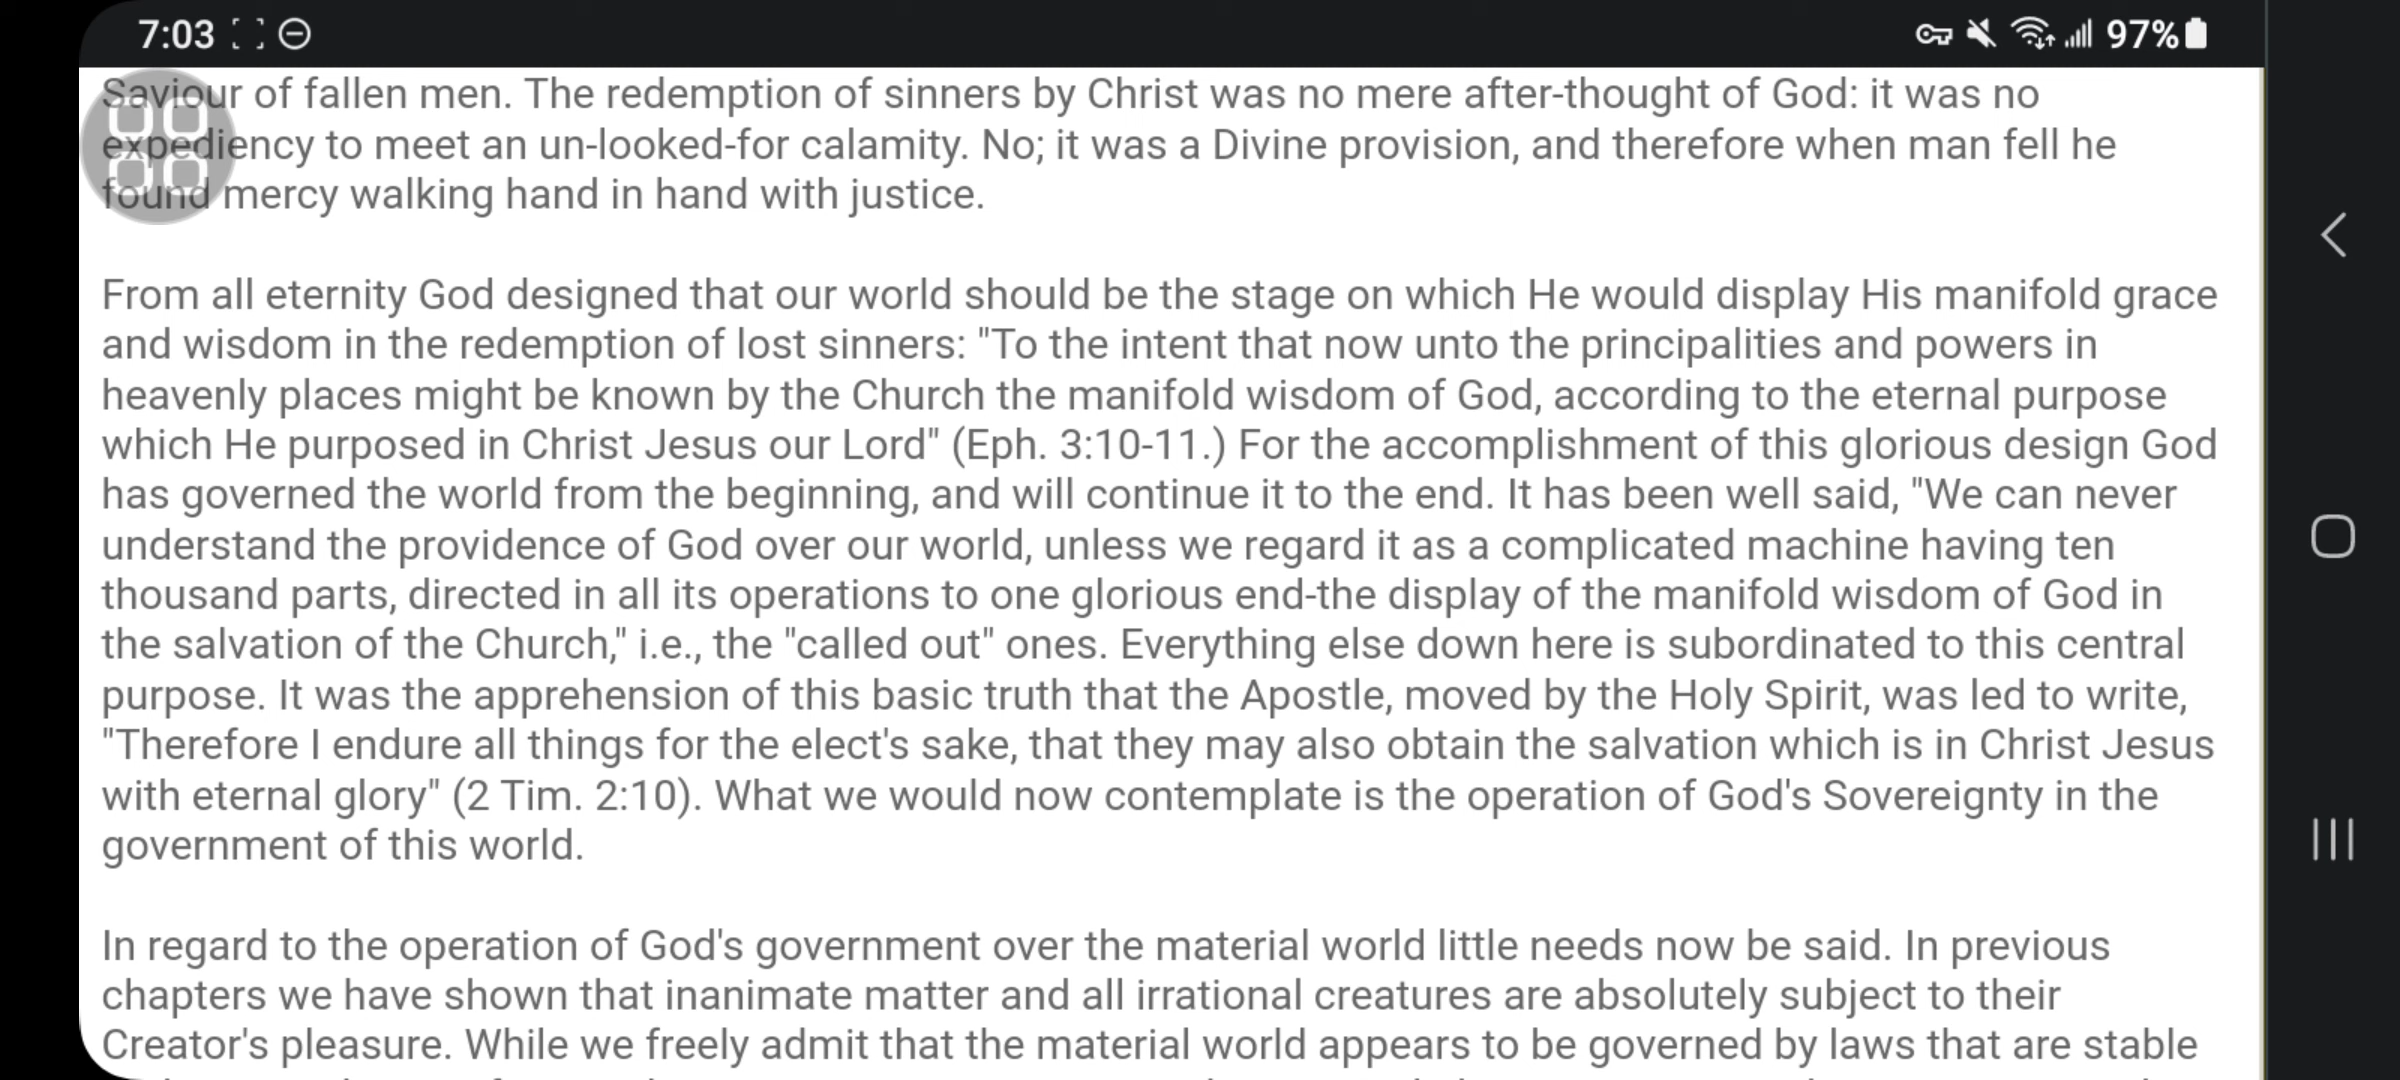 7:03
97%
Saviour of fallen men. The redemption of sinners by Christ was no mere after-thought of God: it was no
expediency to meet an un-looked-for calamity. No; it was a Divine provision, and therefore when man fell he
found mercy walking hand in hand with justice.
From all eternity God designed that our world should be the stage on which He would display His manifold grace
and wisdom in the redemption of lost sinners: "To the intent that now unto the principalities and powers in
heavenly places might be known by the Church the manifold wisdom of God, according to the eternal purpose
which He purposed in Christ Jesus our Lord" (Eph. 3:10-11.) For the accomplishment of this glorious design God
has governed the world from the beginning, and will continue it to the end. It has been well said, "We can never
understand the providence of God over our world, unless we regard it as a complicated machine having ten
thousand parts, directed in all its operations to one glorious end-the display of the manifold wisdom of God in
the salvation of the Church," i.e., the "called out" ones. Everything else down here is subordinated to this central
purpose. It was the apprehension of this basic truth that the Apostle, moved by the Holy Spirit, was led to write,
"Therefore I endure all things for the elect's sake, that they may also obtain the salvation which is in Christ Jesus
with eternal glory" (2 Tim. 2:10). What we would now contemplate is the operation of God's Sovereignty in the
government of this world.
In regard to the operation of God's government over the material world little needs now be said. In previous
chapters we have shown that inanimate matter and all irrational creatures are absolutely subject to their
Creator's pleasure. While we freely admit that the material world appears to be governed by laws that are stable